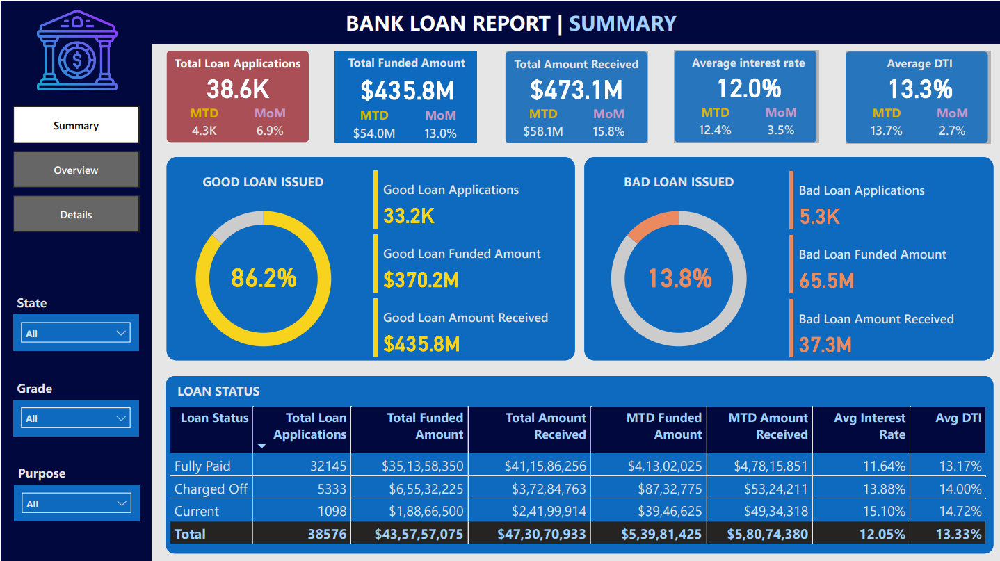 BANK LOAN REPORT | SUMMARY
$
Summary
Overview
Details
State
All
Grade
All
Purpose
All
Total Loan Applications
38.6K
MTD MoM
4.3K 6.9%
Total Funded Amount
$435.8M
MTD MoM
$54.0M 13.0%
Total Amount Received
$473.1M
MTD MoM
$58.1M 15.8%
Average interest rate
12.0%
MTD MoM
12.4% 3.5%
Average DTI
13.3%
MTD MoM
13.7% 2.7%
GOOD LOAN ISSUED
86.2%
Good Loan Applications
33.2K
Good Loan Funded Amount
$370.2M
Good Loan Amount Received
$435.8M
BAD LOAN ISSUED
13.8%
Bad Loan Applications
5.3K
Bad Loan Funded Amount
65.5M
Bad Loan Amount Received
37.3M
LOAN STATUS
Loan Status Total Loan Applications Total Funded Amount Total Amount Received MTD Funded Amount MTD Amount Received Avg Interest Rate Avg DTI
Fully Paid 32145 $35,13,58,350 $41,15,86,256 $4,13,02,025 $4,78,15,851 11.64% 13.17%
Charged Off 5333 $6,55,32,225 $3,72,84,763 $87,32,775 $53,24,211 13.88% 14.00%
Current 1098 $1,88,66,500 $2,41,99,914 $39,46,625 $49,34,318 15.10% 14.72%
Total 38576 $43,57,57,075 $47,30,70,933 $5,39,81,425 $5,80,74,380 12.05% 13.33%